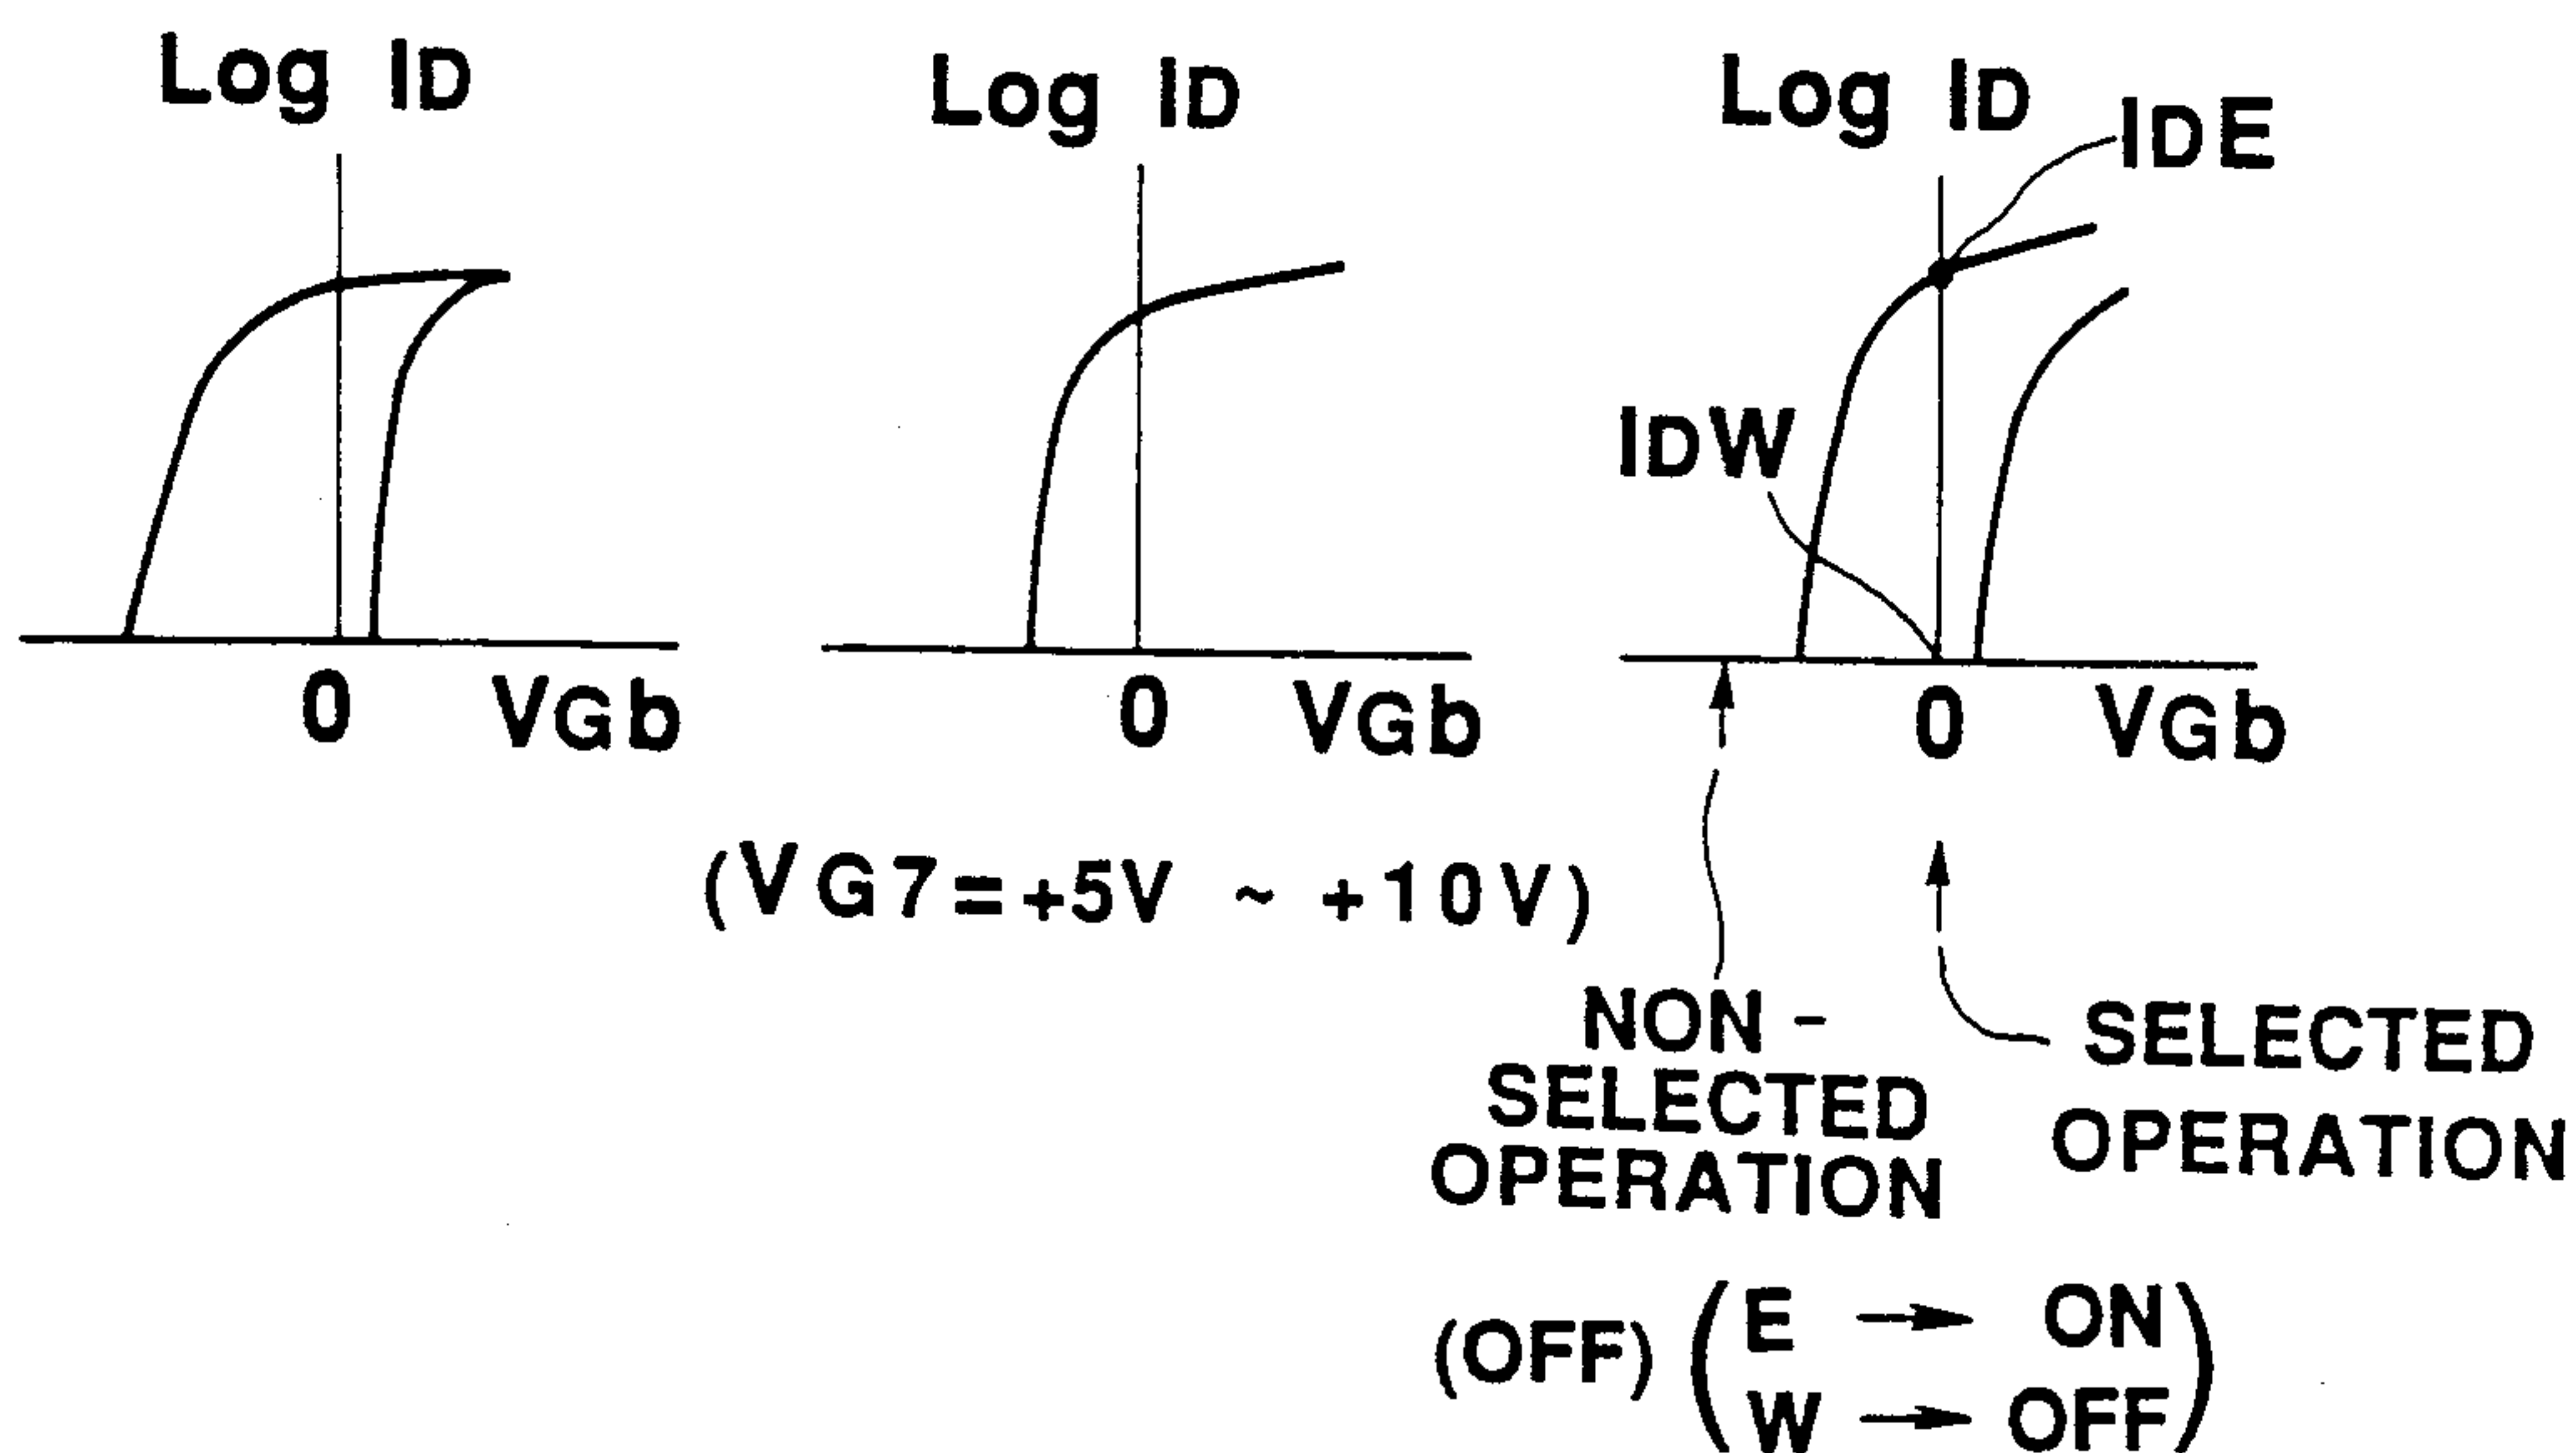 Log ID
Log ID
Log ID
IDE
IDW
0 VGb
0 VGb
0 VGb
(VG7=+5V ~ +10V)
NON-
SELECTED
OPERATION
SELECTED
OPERATION
(OFF) (E → ON
W → OFF)